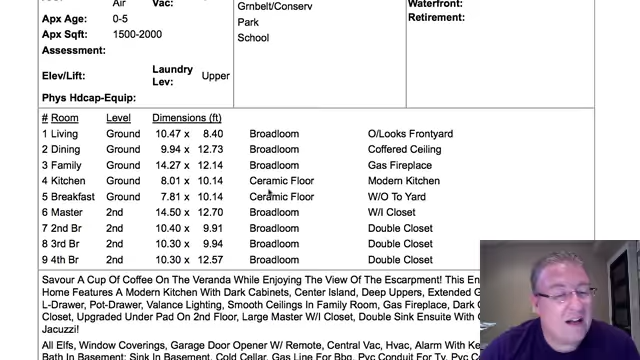 Air Vac: Grnbelt/Conserv Waterfront:
Apx Age: 0-5 Park Retirement:
Apx Sqft: 1500-2000 School
Assessment:
Elev/Lift: Laundry Lev: Upper
Phys Hdcap-Equip:
# Room Level Dimensions (ft)
1 Living Ground 10.47 x 8.40 Broadloom O/Looks Frontyard
2 Dining Ground 9.94 x 12.73 Broadloom Coffered Ceiling
3 Family Ground 14.27 x 12.14 Broadloom Gas Fireplace
4 Kitchen Ground 8.01 x 10.14 Ceramic Floor Modern Kitchen
5 Breakfast Ground 7.81 x 10.14 Ceramic Floor W/O To Yard
6 Master 2nd 14.50 x 12.70 Broadloom W/I Closet
7 2nd Br 2nd 10.40 x 9.91 Broadloom Double Closet
8 3rd Br 2nd 10.30 x 9.94 Broadloom Double Closet
9 4th Br 2nd 10.30 x 12.57 Broadloom Double Closet
Savour A Cup Of Coffee On The Veranda While Enjoying The View Of The Escarpment! This En
Home Features A Modern Kitchen With Dark Cabinets, Center Island, Deep Uppers, Extended G
L-Drawer, Pot-Drawer, Valance Lighting, Smooth Ceilings In Family Room, Gas Fireplace, Dark
Closet, Upgraded Under Pad On 2nd Floor, Large Master W/I Closet, Double Sink Ensuite With
Jacuzzi!
All Elfs, Window Coverings, Garage Door Opener W/ Remote, Central Vac, Hvac, Alarm With Ke
Bath In Basement; Sink In Basement, Cold Cellar, Gas Line For Bbq, Pvc Conduit For Tv, Pvc C